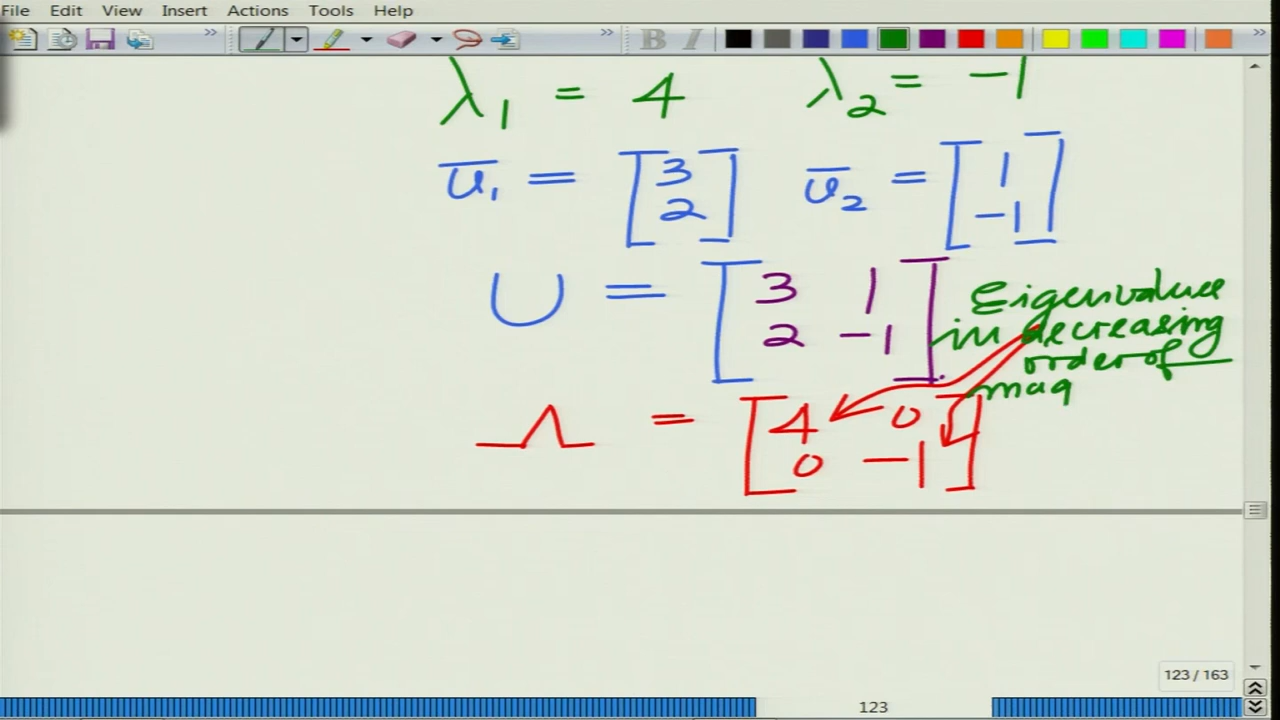 File Edit View Insert Actions Tools Help
B I
λ₁ = 4 λ₂ = -1
ū₁ = [3 2] ū₂ = [1 -1]
U = [3 1
2 -1]
Eigenvalues
in decreasing
order of
mag
Λ = [4 0
0 -1]
123 / 163
123